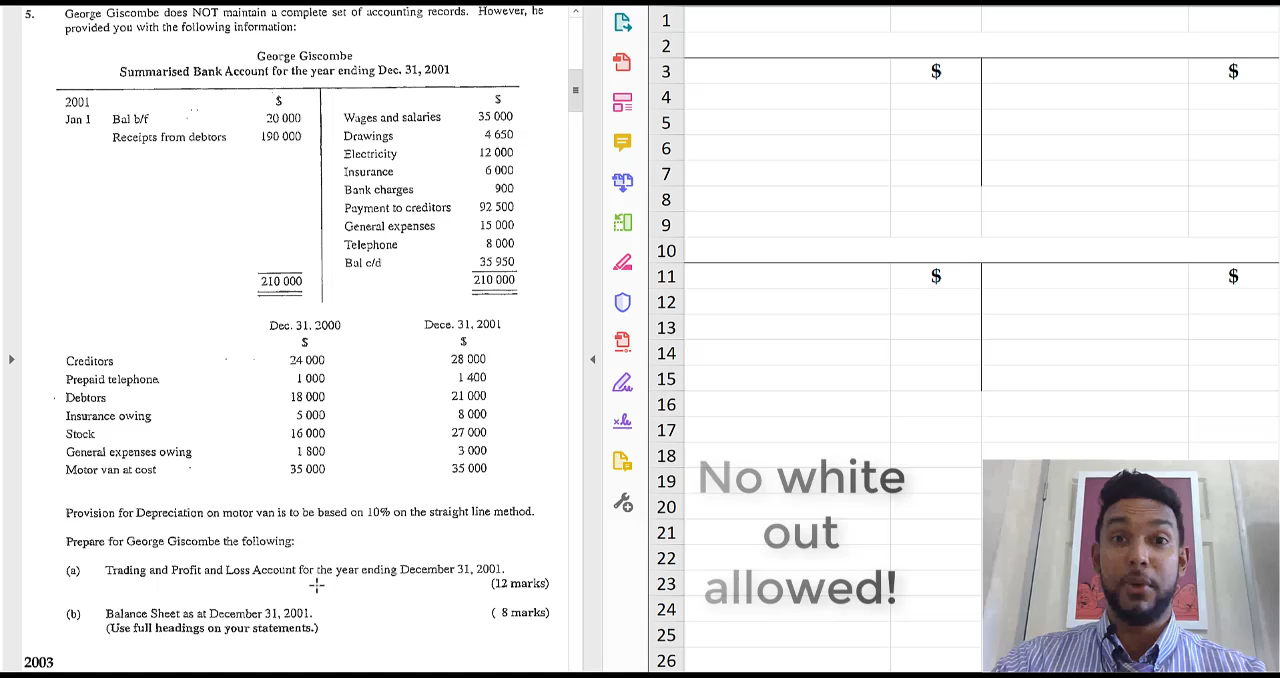 5. George Giscombe does NOT maintain a complete set of accounting records. However, he
provided you with the following information:
George Giscombe
Summarised Bank Account for the year ending Dec. 31, 2001
2001 $ $
Jan 1 Bal b/f 20 000 Wages and salaries 35 000
Receipts from debtors 190 000 Drawings 4 650
Electricity 12 000
Insurance 6 000
Bank charges 900
Payment to creditors 92 500
General expenses 15 000
Telephone 8 000
Bal c/d 35 950
210 000 210 000
Dec. 31. 2000 Dece. 31, 2001
$ $
Creditors 24 000 28 000
Prepaid telephone 1 000 1 400
Debtors 18 000 21 000
Insurance owing 5 000 8 000
Stock 16 000 27 000
General expenses owing 1 800 3 000
Motor van at cost 35 000 35 000
Provision for Depreciation on motor van is to be based on 10% on the straight line method.
Prepare for George Giscombe the following:
(a) Trading and Profit and Loss Account for the year ending December 31, 2001.
(12 marks)
(b) Balance Sheet as at December 31, 2001. ( 8 marks)
(Use full headings on your statements.)
2003
1
2
3 $ $
4
5
6
7
8
9
10
11 $ $
12
13
14
15
16
17
18
19
20
21
22
23
24
25
26
No white
out
allowed!